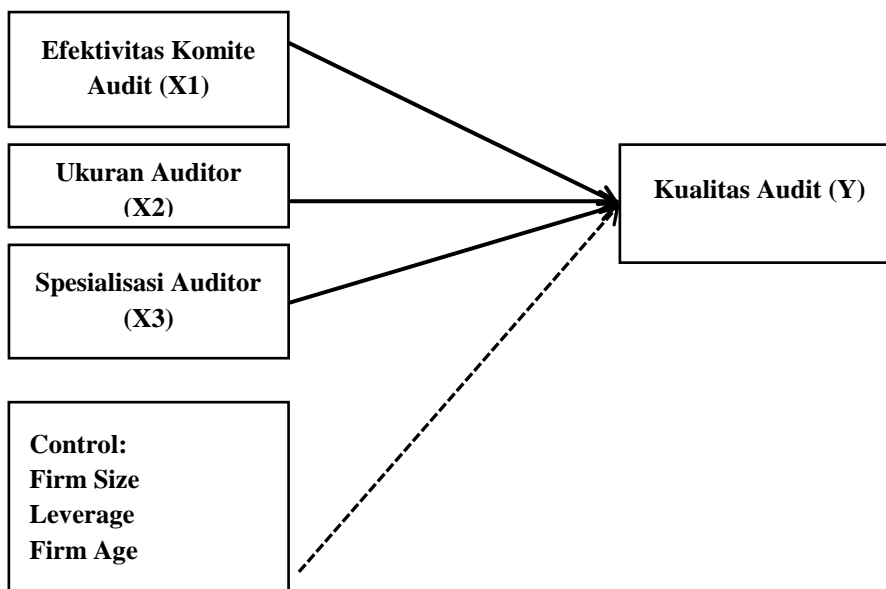 Efektivitas Komite
Audit (X1)
Ukuran Auditor
(X2)
Spesialisasi Auditor
(X3)
Control:
Firm Size
Leverage
Firm Age
Kualitas Audit (Y)